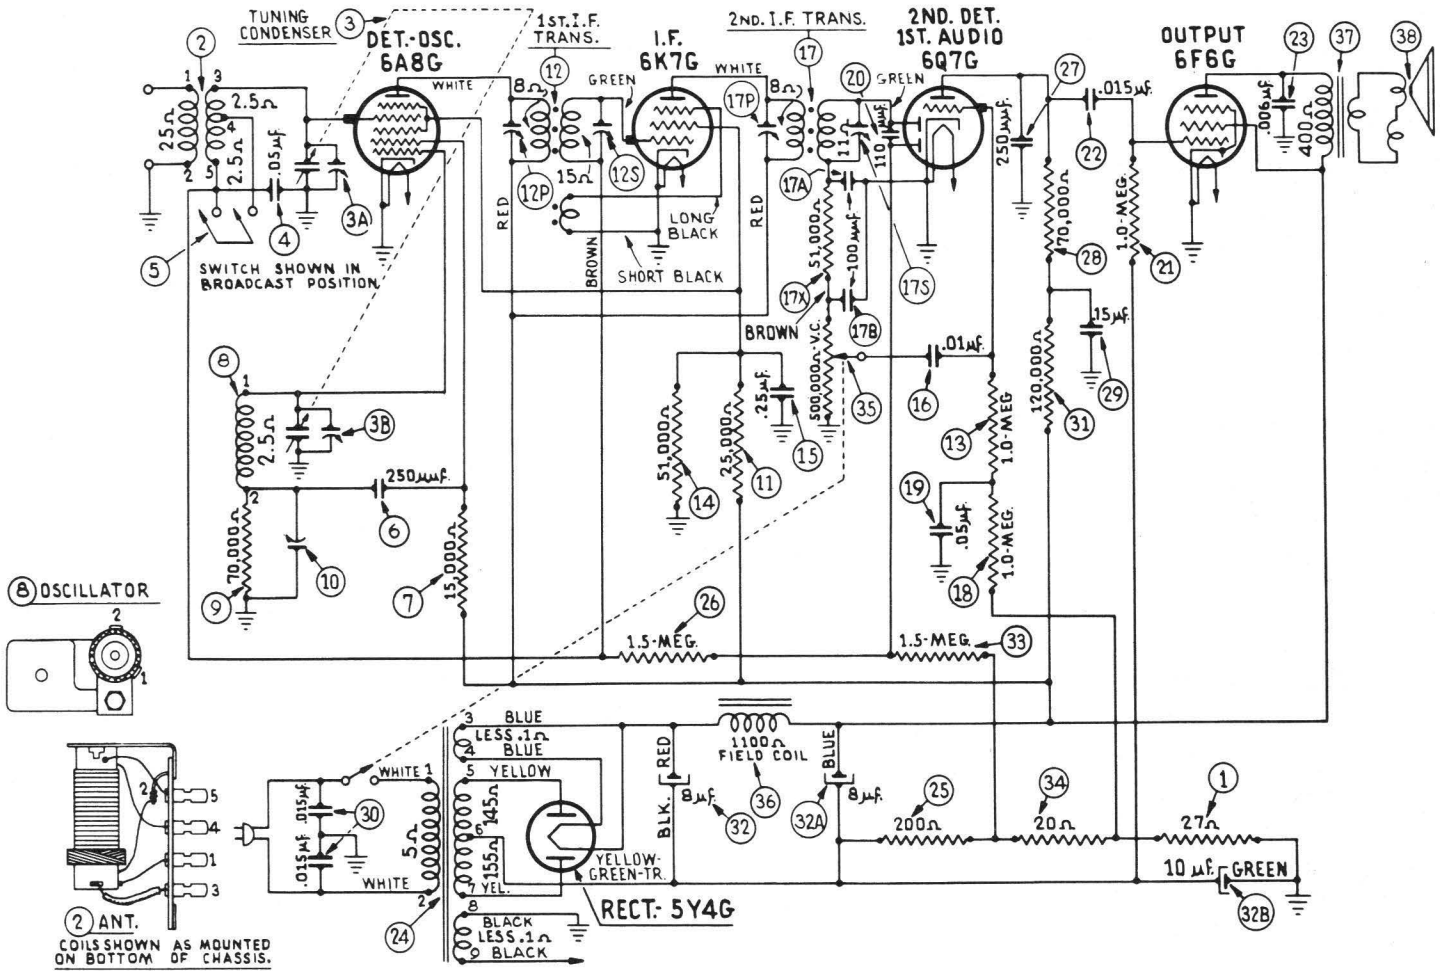 TUNING
CONDENSER
3
2
DET.-OSC.
6A8G
WHITE
1ST. I.F.
TRANS.
12
GREEN
I.F.
6K7G
WHITE
2ND. I.F. TRANS.
17
2ND. DET.
1ST. AUDIO
6Q7G
20
GREEN
27
OUTPUT
6F6G
23
37
38
1
3
2.5Ω
25Ω
4
2.5Ω
2
5
.05µf.
4
3A
5
SWITCH SHOWN IN
BROADCAST POSITION
8Ω
12P
15Ω
12S
RED
BROWN
LONG
BLACK
SHORT BLACK
17P
8Ω
RED
11Ω
110µµf.
17A
100µµf.
51,000Ω
17X
17S
17B
BROWN
500,000Ω-V.C.
35
250µµf.
.015µf.
22
70,000Ω
28
1.0-MEG.
21
.006µf.
400Ω
.15µf.
29
120,000Ω
31
16
.01µf.
13
1.0-MEG
19
.05µf.
18
1.0-MEG.
8
1
2.5Ω
3B
2
250µµf.
6
70,000Ω
9
10
15,000Ω
7
51,000Ω
14
25,000Ω
11
.25µf.
15
26
1.5-MEG.
1.5-MEG.
33
8 OSCILLATOR
2
1
2
5
4
1
3
2 ANT.
COILS SHOWN AS MOUNTED
ON BOTTOM OF CHASSIS.
.015µf.
.015µf.
30
WHITE 1
5Ω
WHITE
2
24
3
BLUE
LESS .1Ω
4 BLUE
5
YELLOW
145Ω
6
155Ω
7 YEL.
YELLOW-
GREEN-TR.
8
BLACK
LESS .1Ω
9 BLACK
RECT.- 5Y4G
RED
BLK.
8µf.
32
1100Ω
FIELD COIL
36
BLUE
32A
8µf.
25
200Ω
34
20Ω
1
27Ω
10 µf.
GREEN
32B